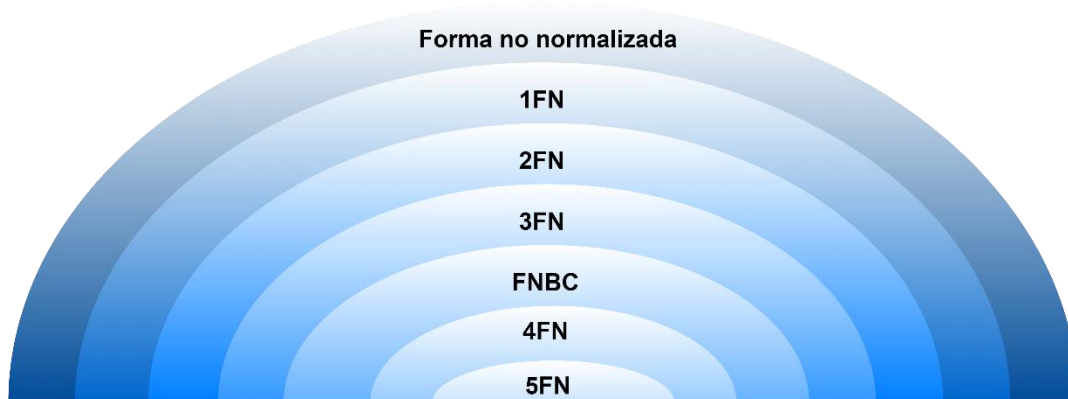 Forma no normalizada
1FN
2FN
3FN
FNBC
4FN
5FN